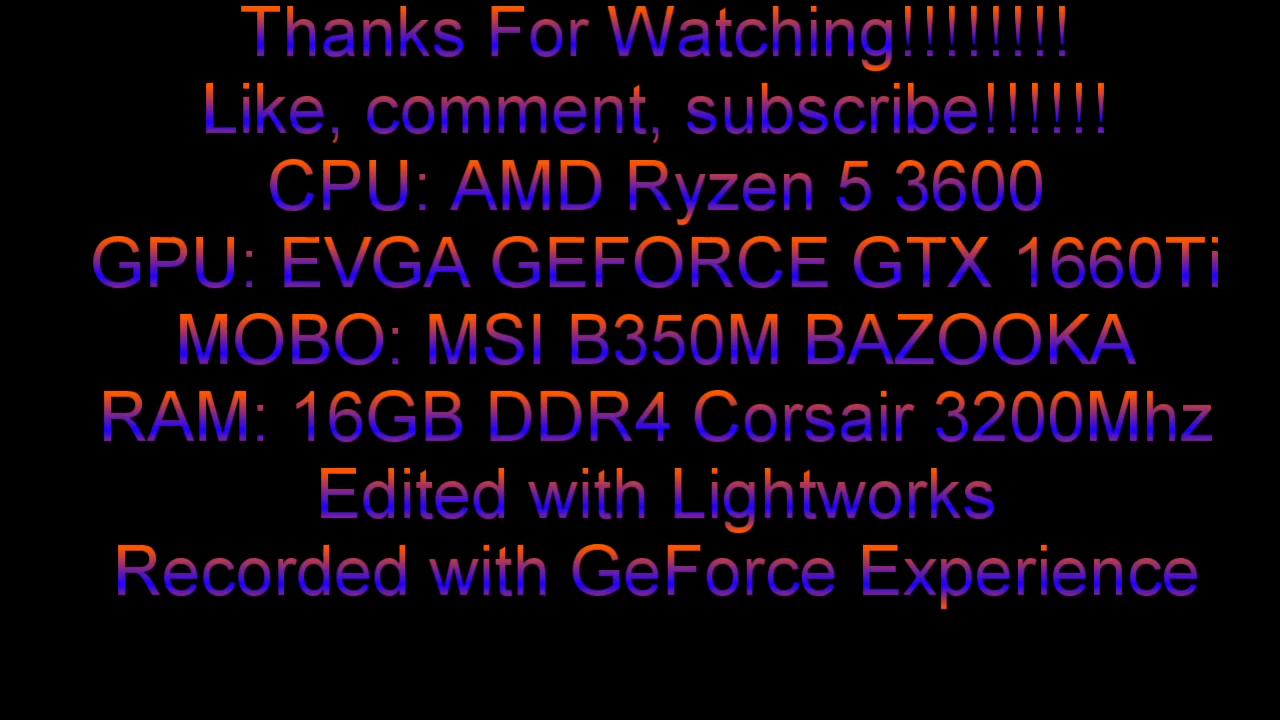 Thanks For Watching!!!!!!!!
Like, comment, subscribe!!!!!!
CPU: AMD Ryzen 5 3600
GPU: EVGA GEFORCE GTX 1660Ti
MOBO: MSI B350M BAZOOKA
RAM: 16GB DDR4 Corsair 3200Mhz
Edited with Lightworks
Recorded with GeForce Experience